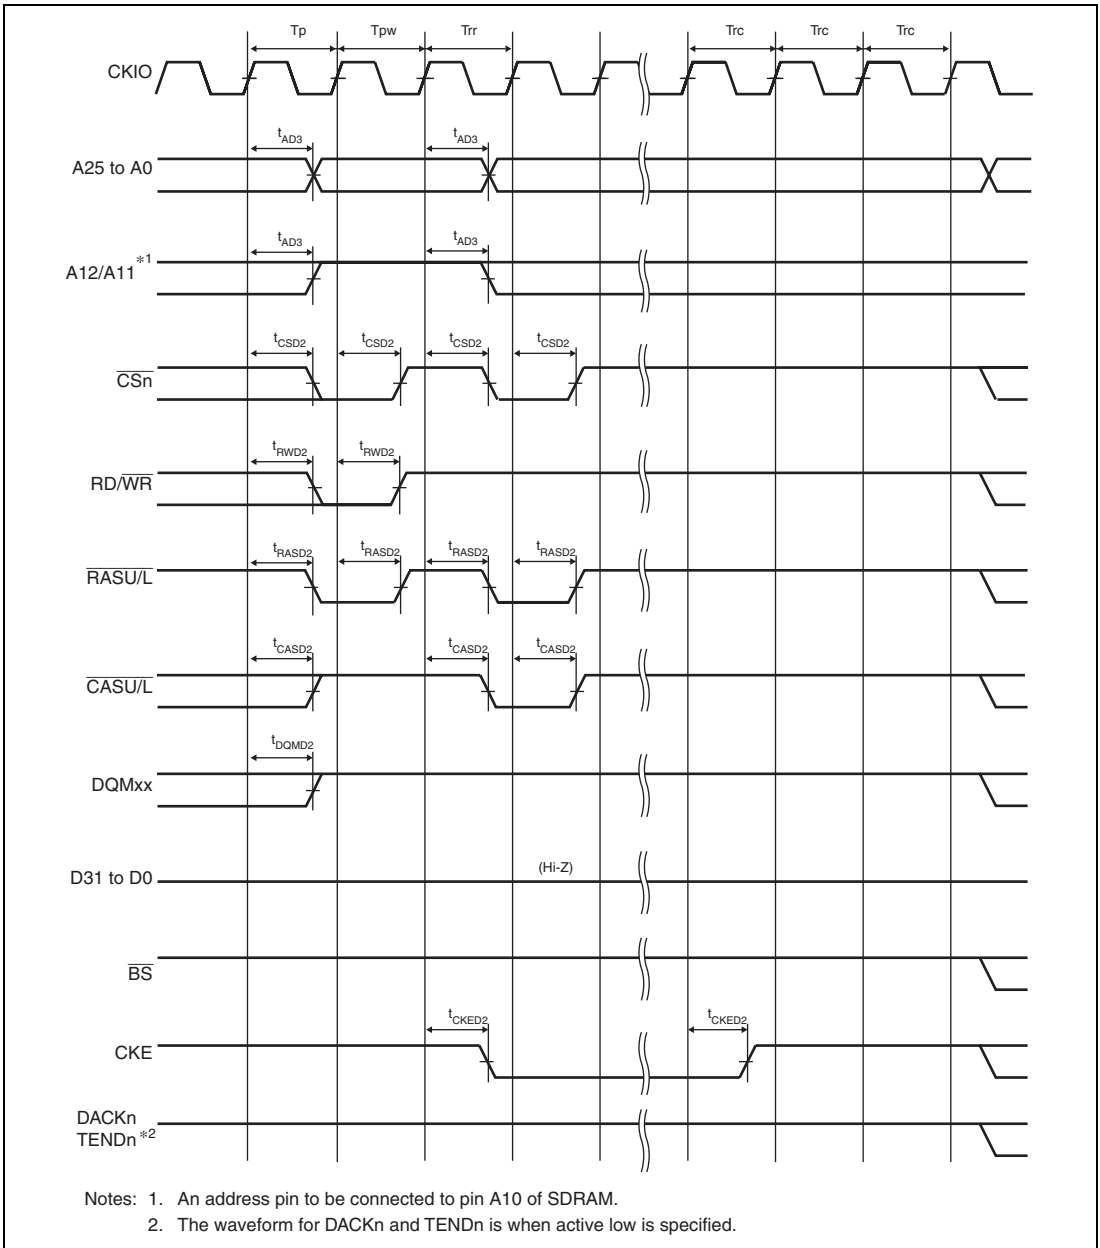 Tp Tpw Trr Trc Trc Trc
CKIO
tAD3 tAD3
A25 to A0
tAD3 tAD3
A12/A11*1
tCSD2 tCSD2 tCSD2 tCSD2
CSn
tRWD2 tRWD2
RD/WR
tRASD2 tRASD2 tRASD2 tRASD2
RASU/L
tCASD2 tCASD2 tCASD2
CASU/L
tDQMD2
DQMxx
(Hi-Z)
D31 to D0
BS
tCKED2 tCKED2
CKE
DACKn
TENDn*2
Notes: 1. An address pin to be connected to pin A10 of SDRAM.
2. The waveform for DACKn and TENDn is when active low is specified.